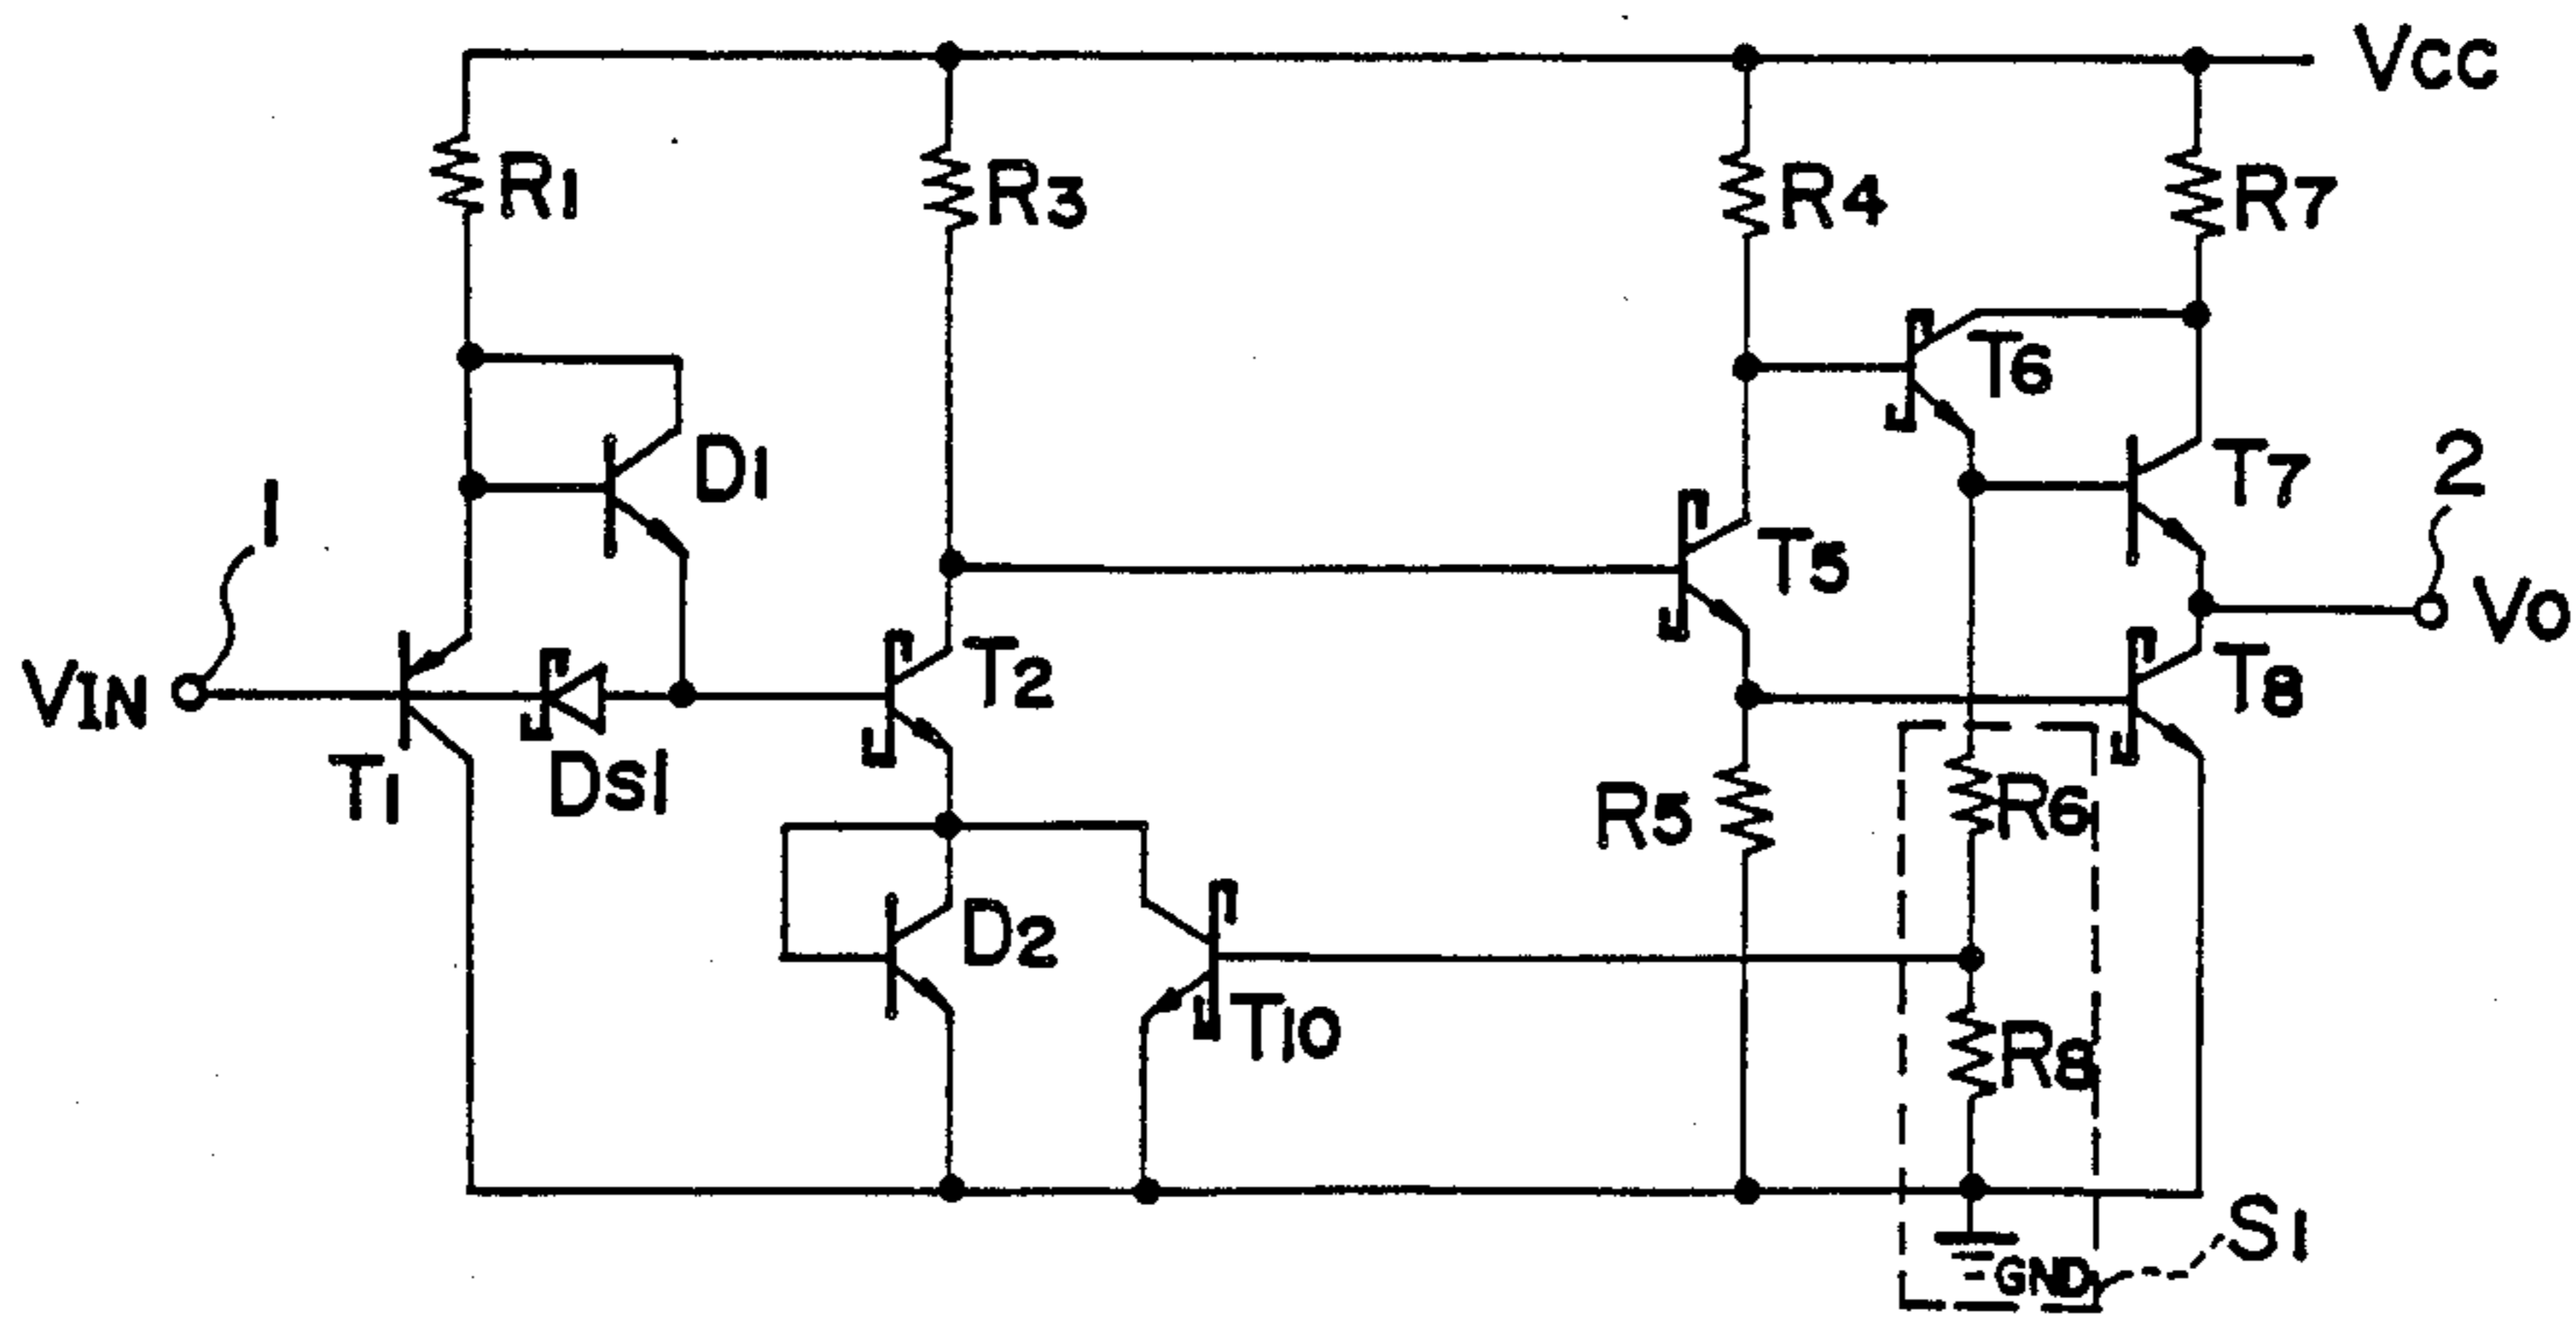 VCC
R1
R3
R4
R7
T6
D1
T7
2
1
T5
VO
VIN
T2
T8
T1
DS1
R6
R5
D2
T10
R8
S1
GND